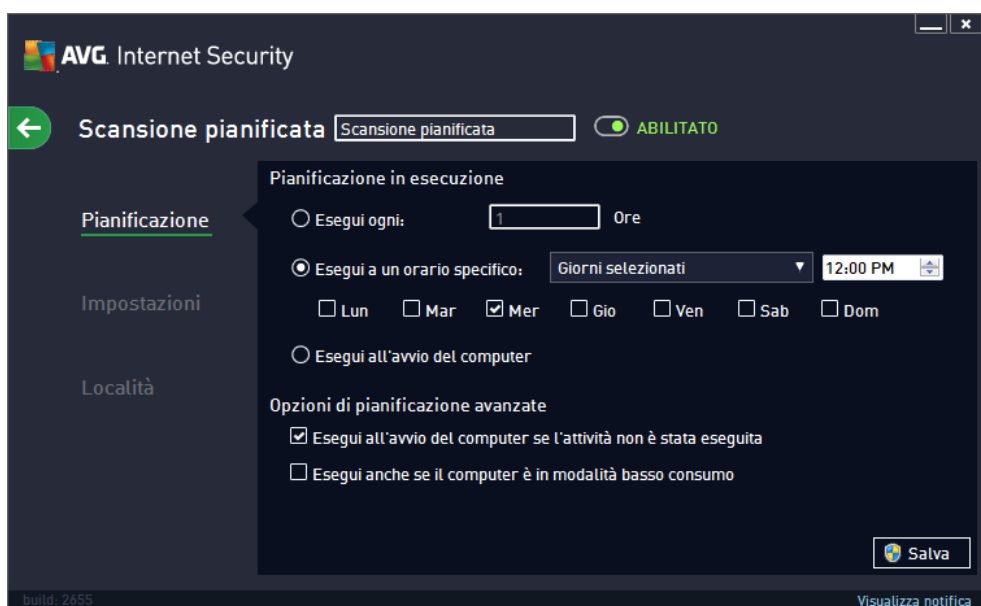 AVG. Internet Security
Scansione pianificata Scansione pianificata ABILITATO
Pianificazione
Impostazioni
Località
Pianificazione in esecuzione
Esegui ogni: 1 Ore
Esegui a un orario specifico: Giorni selezionati 12:00 PM
Lun Mar Mer Gio Ven Sab Dom
Esegui all'avvio del computer
Opzioni di pianificazione avanzate
Esegui all'avvio del computer se l'attività non è stata eseguita
Esegui anche se il computer è in modalità basso consumo
Salva
build: 2655
Visualizza notifica